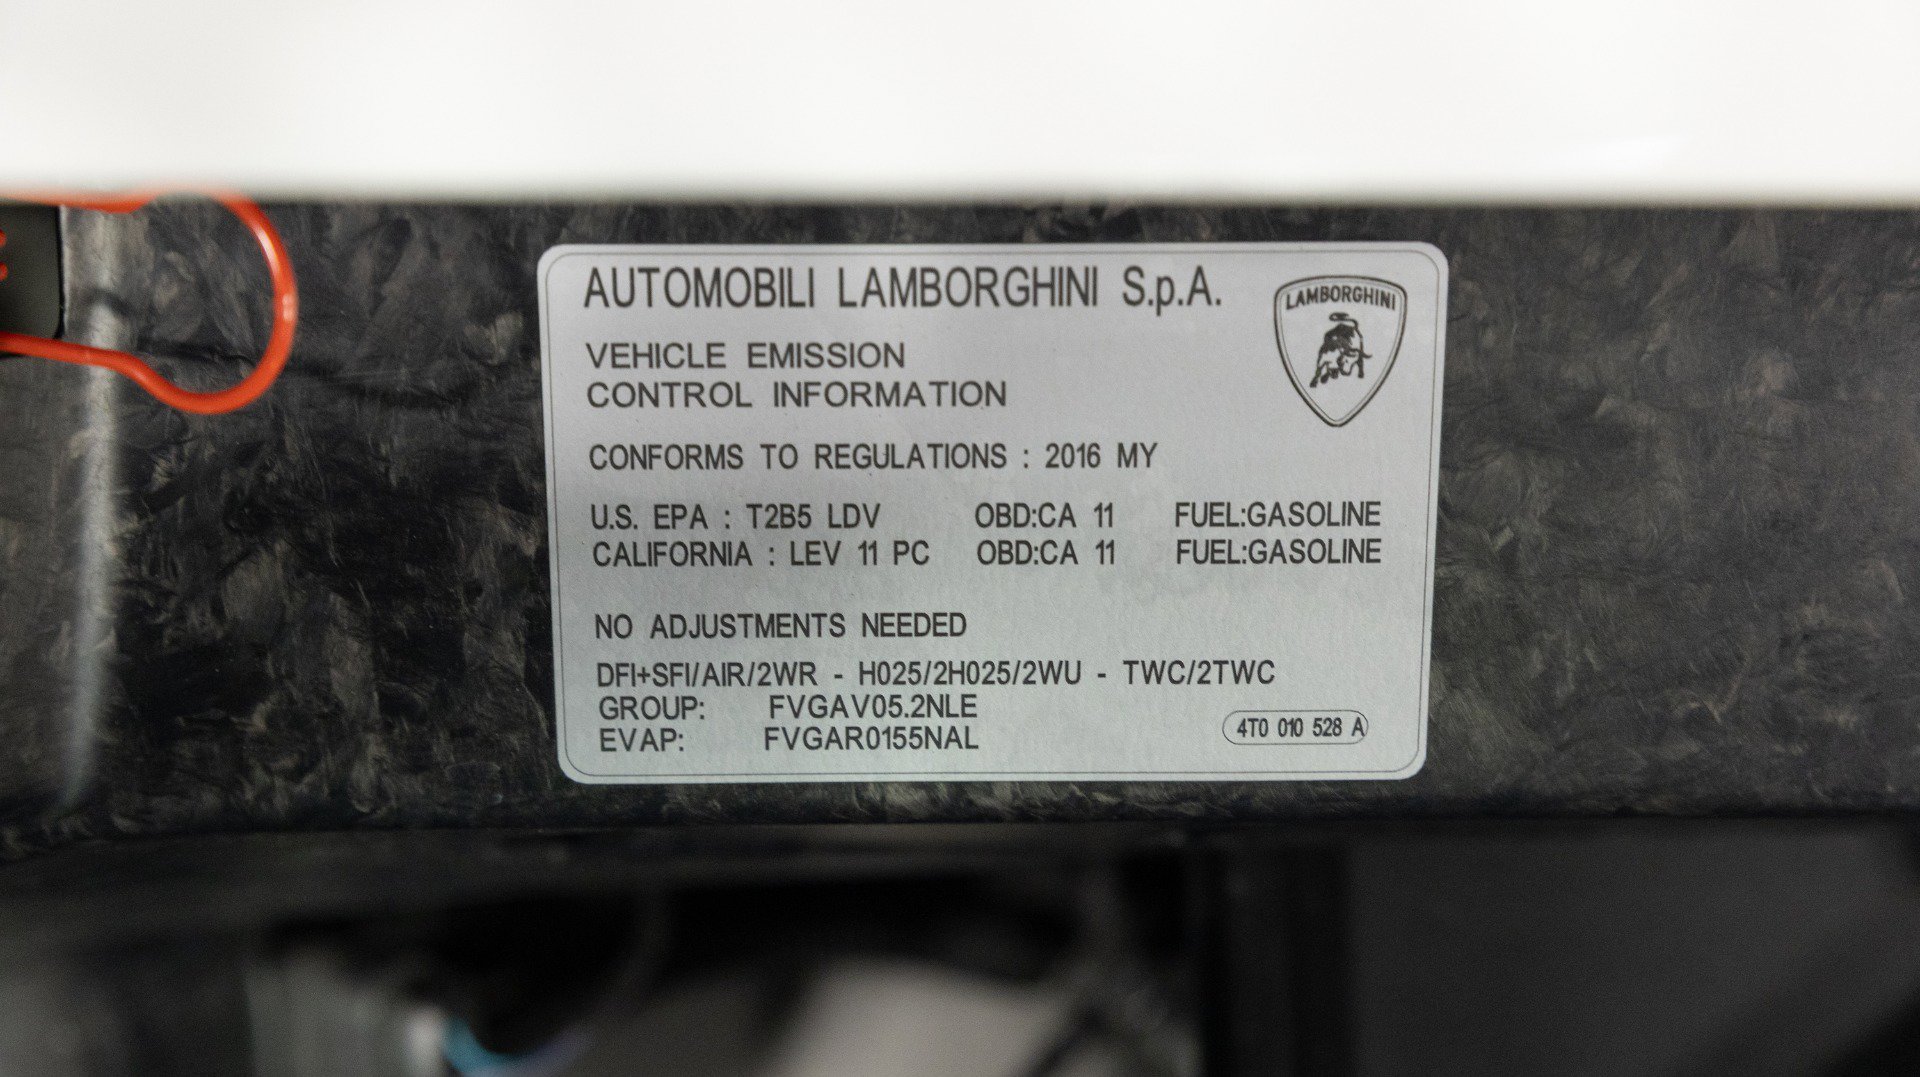 AUTOMOBILI LAMBORGHINI S.p.A.
LAMBORGHINI
VEHICLE EMISSION
CONTROL INFORMATION
CONFORMS TO REGULATIONS : 2016 MY
U.S. EPA : T2B5 LDV OBD:CA 11 FUEL:GASOLINE
CALIFORNIA : LEV 11 PC OBD:CA 11 FUEL:GASOLINE
NO ADJUSTMENTS NEEDED
DFI+SFI/AIR/2WR - H025/2H025/2WU - TWC/2TWC
GROUP: FVGAV05.2NLE
EVAP: FVGAR0155NAL
4T0 010 528 A